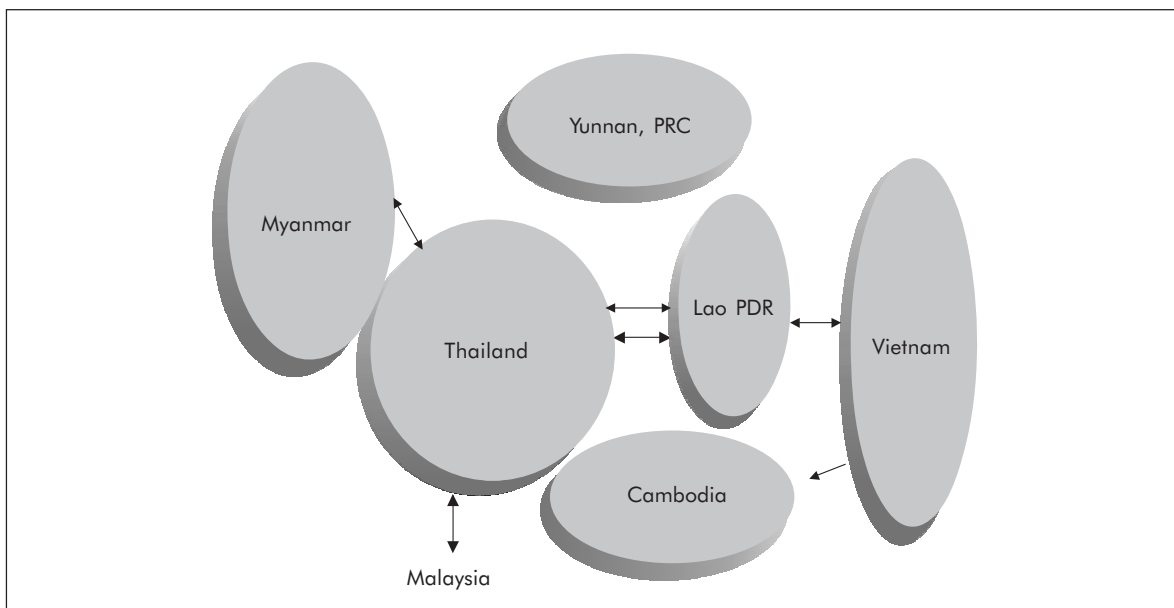 Yunnan, PRC
Myanmar
Lao PDR
Thailand
Vietnam
Cambodia
Malaysia